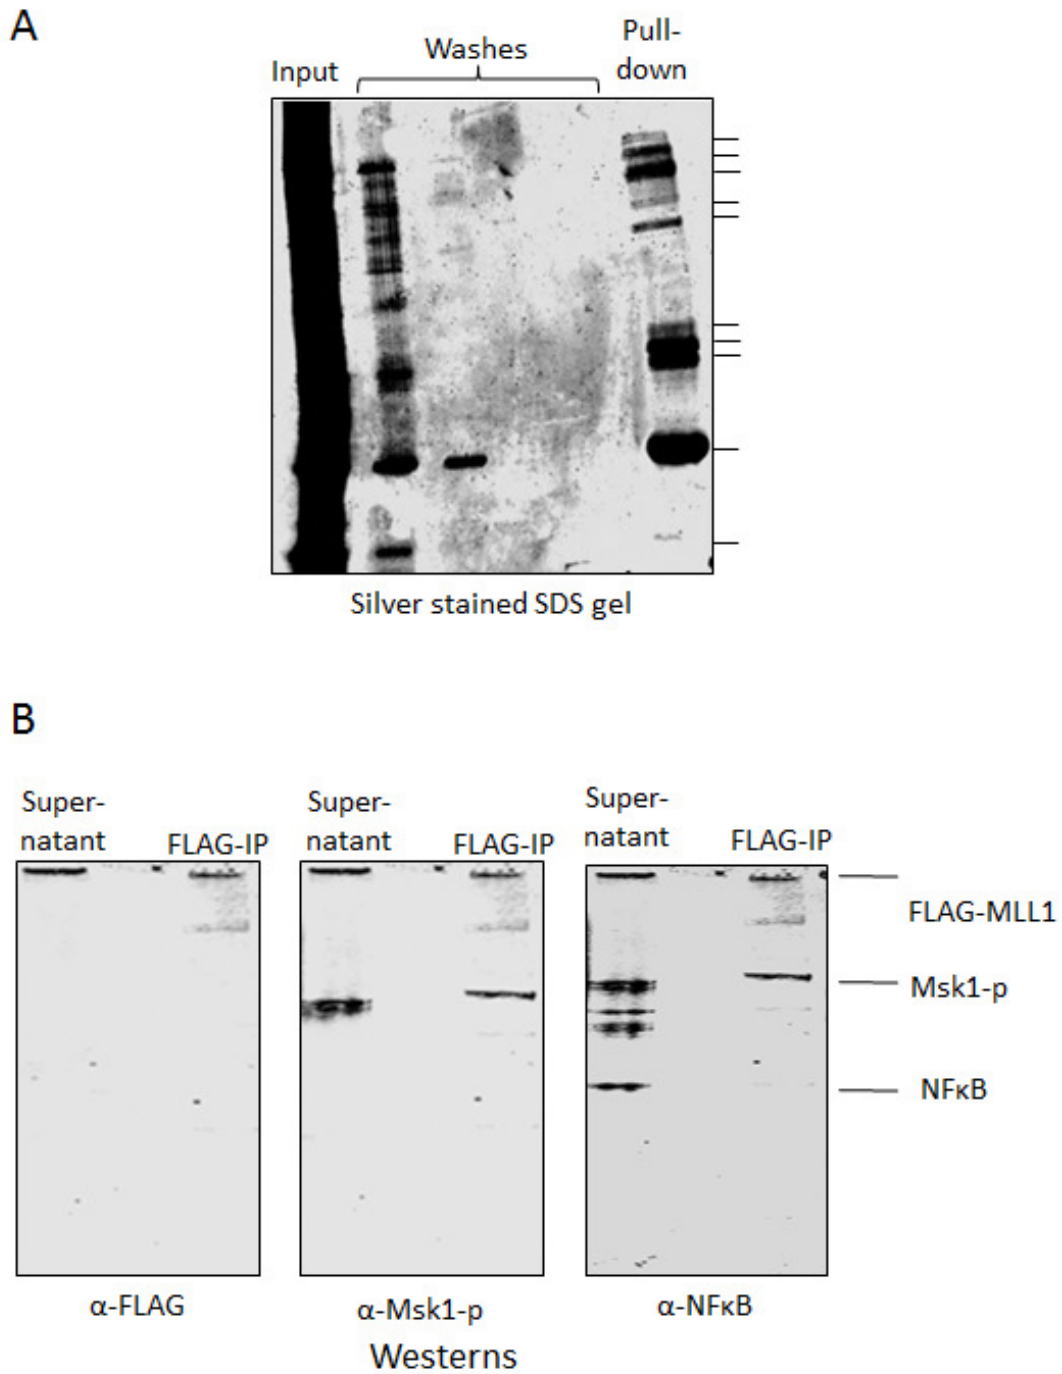 A
Input
Washes
Pull-
down
Silver stained SDS gel
B
Super-
natant
FLAG-IP
Super-
natant
FLAG-IP
Super-
natant
FLAG-IP
FLAG-MLL1
Msk1-p
NFκB
α-FLAG
α-Msk1-p
α-NFκB
Westerns